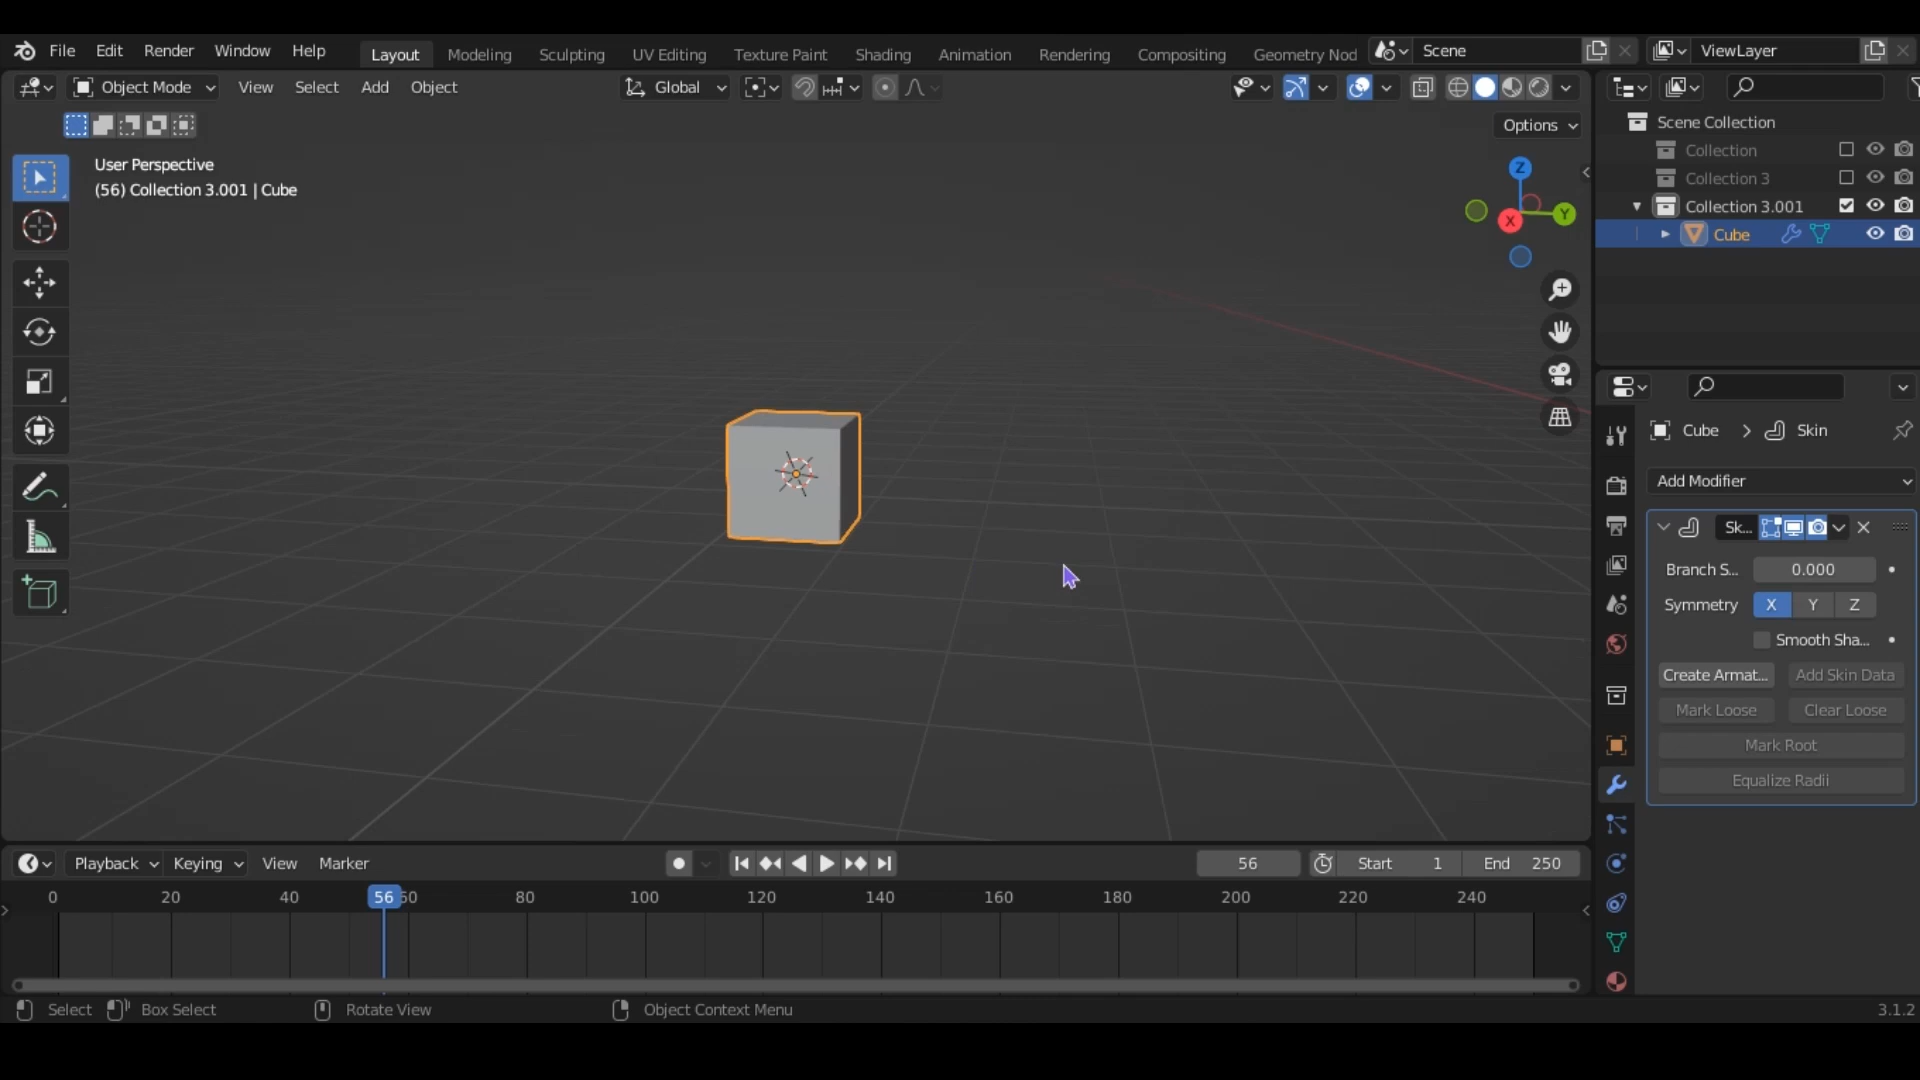 File Edit Render Window Help Layout Modeling Sculpting UV Editing Texture Paint Shading Animation Rendering Compositing Geometry Nod Scene ViewLayer
Object Mode View Select Add Object Global
Options
User Perspective
(56) Collection 3.001 | Cube
Z
Y
X
Scene Collection
Collection
Collection 3
Collection 3.001
Cube
Cube > Skin
Add Modifier
Sk...
Branch S... 0.000
Symmetry X Y Z
Smooth Sha...
Create Armat... Add Skin Data
Mark Loose Clear Loose
Mark Root
Equalize Radii
Playback Keying View Marker 56 Start 1 End 250
0 20 40 56 60 80 100 120 140 160 180 200 220 240
Select Box Select Rotate View Object Context Menu 3.1.2